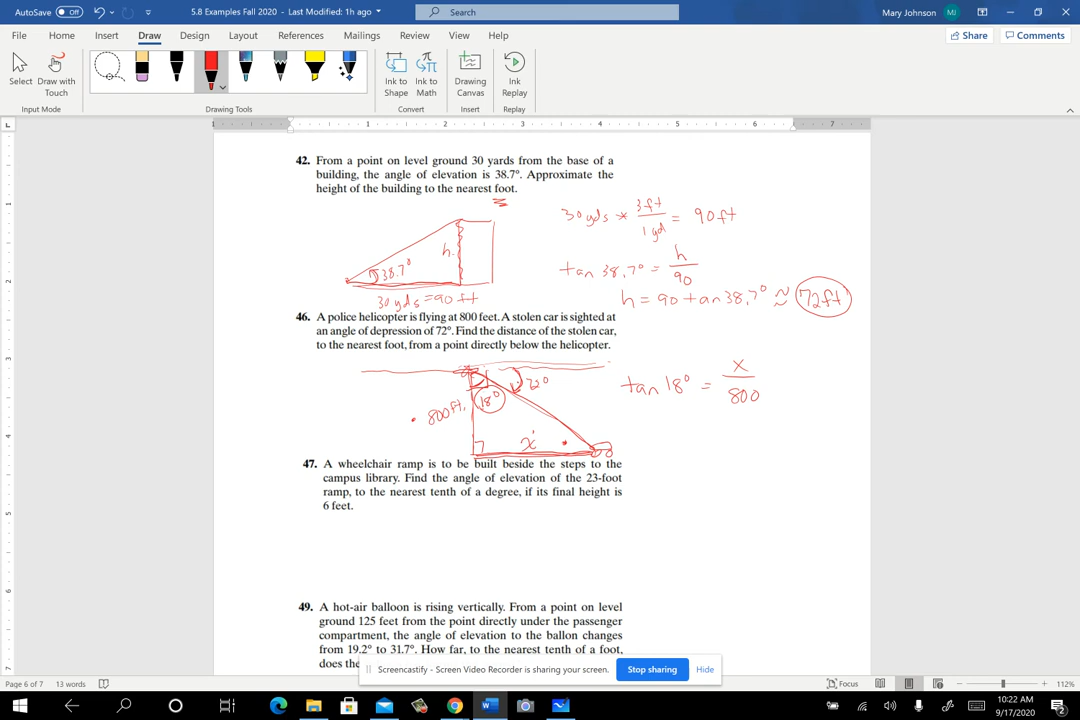 AutoSave Off
5.8 Examples Fall 2020 - Last Modified: 1h ago
Search
Mary Johnson
MJ
File Home Insert Draw Design Layout References Mailings Review View Help
Share Comments
Select Draw with Touch
Ink to Shape Ink to Math Drawing Canvas Ink Replay
Input Mode Drawing Tools Convert Insert Replay
1 1 2 3 4 5 6 7
42. From a point on level ground 30 yards from the base of a
building, the angle of elevation is 38.7°. Approximate the
height of the building to the nearest foot.
30 yds * 3 ft / 1 yd = 90 ft
h
38.7°
30 yds = 90 ft
tan 38.7° = h / 90
h = 90 tan 38.7° ≈ 72 ft
46. A police helicopter is flying at 800 feet. A stolen car is sighted at
an angle of depression of 72°. Find the distance of the stolen car,
to the nearest foot, from a point directly below the helicopter.
72°
800 ft.
18°
x
tan 18° = x / 800
47. A wheelchair ramp is to be built beside the steps to the
campus library. Find the angle of elevation of the 23-foot
ramp, to the nearest tenth of a degree, if its final height is
6 feet.
49. A hot-air balloon is rising vertically. From a point on level
ground 125 feet from the point directly under the passenger
compartment, the angle of elevation to the ballon changes
from 19.2° to 31.7°. How far, to the nearest tenth of a foot,
does the
Screencastify - Screen Video Recorder is sharing your screen.
Stop sharing
Hide
Page 6 of 7 13 words
Focus
112%
10:22 AM
9/17/2020
2